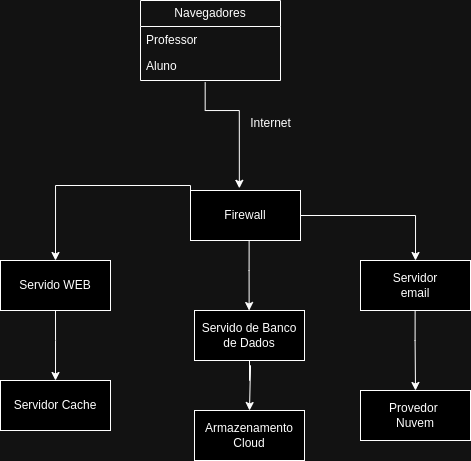 Navegadores
Professor
Aluno
Internet
Firewall
Servido WEB
Servidor
email
Servido de Banco
de Dados
Servidor Cache
Provedor
Nuvem
Armazenamento
Cloud